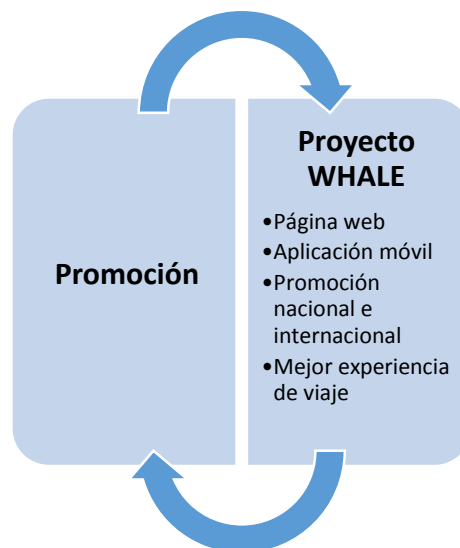 Promoción
Proyecto
WHALE
•Página web
•Aplicación móvil
•Promoción
nacional e
internacional
•Mejor experiencia
de viaje